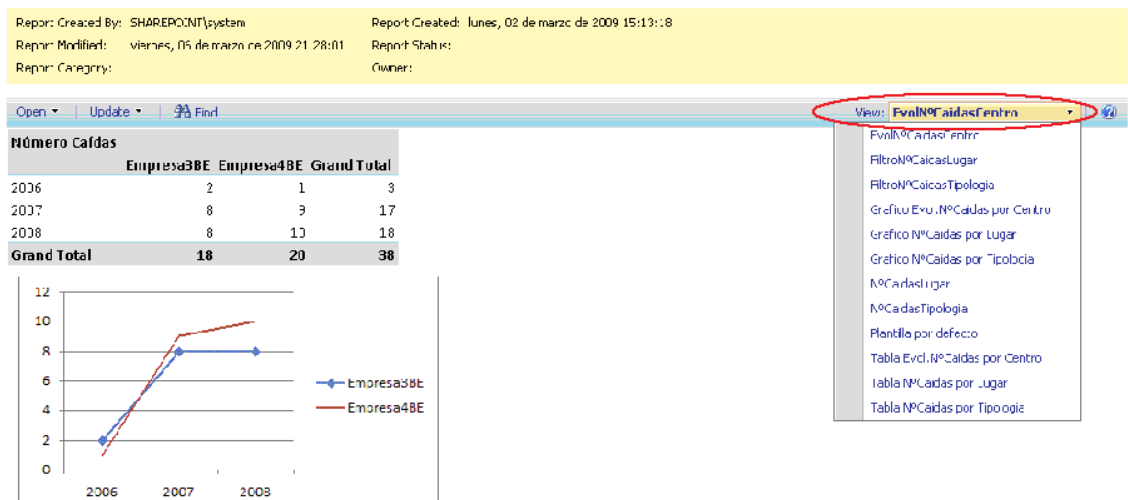 Report Created By: SHAREPOINT\system Report Created: lunes, 02 de marzo de 2009 15:13:18
Report Modified: viernes, 06 de marzo de 2009 21:28:01 Report Status:
Report Category: Owner:
Open Update Find View: EvolNºCaidasCentro
Número Caídas
Empresa3BE Empresa4BE Grand Total
2006 2 1 3
2007 8 9 17
2008 8 10 18
Grand Total 18 20 38
EvolNºCaidasCentro
FiltroNºCaidasLugar
FiltroNºCaidasTipologia
Grafico Evol.NºCaidas por Centro
Grafico NºCaidas por Lugar
Grafico NºCaidas por Tipologia
NºCaidasLugar
NºCaidasTipologia
Plantilla por defecto
Tabla Evol.NºCaidas por Centro
Tabla NºCaidas por Lugar
Tabla NºCaidas por Tipologia
12
10
8
6
4
2
0
2006 2007 2008
Empresa3BE
Empresa4BE